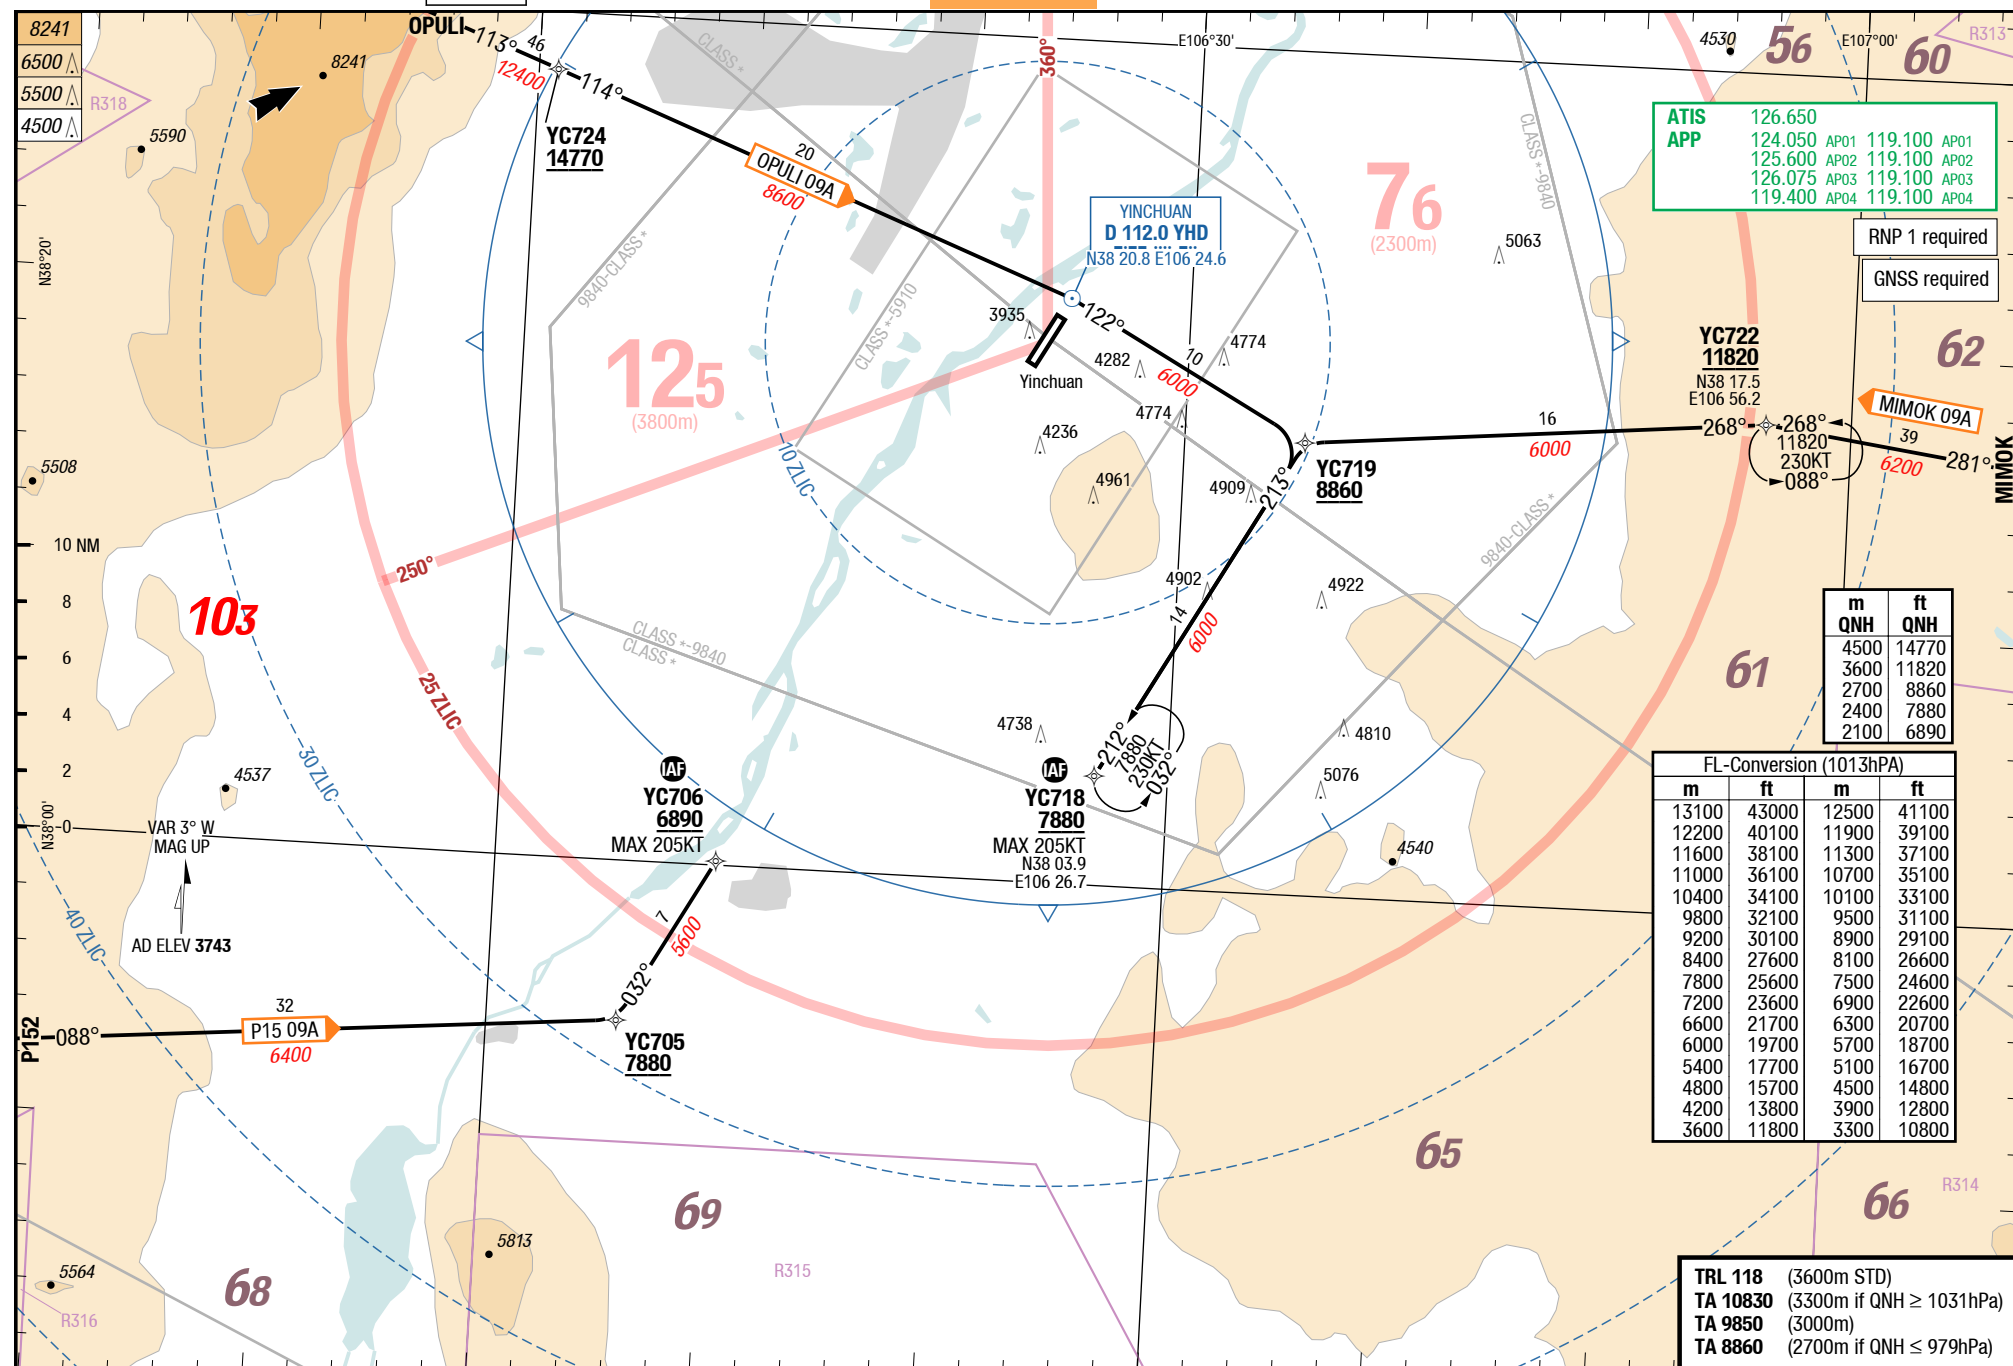 8241
6500
5500
4500
R318
8241
5590
OPULI
113°
46
12400
114°
YC724
14770
20
OPULI 09A
8600
CLASS *
360°
E106°30'
4530
56
E107°00'
60
R313
ATIS 126.650
APP 124.050 AP01 119.100 AP01
125.600 AP02 119.100 AP02
126.075 AP03 119.100 AP03
119.400 AP04 119.100 AP04
RNP 1 required
GNSS required
N38°20'
9840-CLASS *
CLASS *-5910
CLASS *-9840
YINCHUAN
D 112.0 YHD
N38 20.8 E106 24.6
76
(2300m)
5063
125
(3800m)
3935
Yinchuan
122°
10
6000
4282
4774
4774
4236
4961
4909
10 ZLIC
YC722
11820
N38 17.5
E106 56.2
62
MIMOK 09A
16
6000
268°
268°
11820
230KT
088°
39
6200
281°
MIMOK
YC719
8860
213°
5508
10 NM
8
6
4
2
0
250°
103
25 ZLIC
30 ZLIC
40 ZLIC
CLASS *-9840
CLASS *
9840-CLASS *
4902
4922
14
6000
61
m ft
QNH QNH
4500 14770
3600 11820
2700 8860
2400 7880
2100 6890
4738
4810
5076
4540
212°
7880
230KT
032°
IAF
YC718
7880
MAX 205KT
N38 03.9
E106 26.7
IAF
YC706
6890
MAX 205KT
4537
N38°00'
VAR 3° W
MAG UP
AD ELEV 3743
FL-Conversion (1013hPA)
m ft m ft
13100 43000 12500 41100
12200 40100 11900 39100
11600 38100 11300 37100
11000 36100 10700 35100
10400 34100 10100 33100
9800 32100 9500 31100
9200 30100 8900 29100
8400 27600 8100 26600
7800 25600 7500 24600
7200 23600 6900 22600
6600 21700 6300 20700
6000 19700 5700 18700
5400 17700 5100 16700
4800 15700 4500 14800
4200 13800 3900 12800
3600 11800 3300 10800
7
5600
032°
P152
088°
32
P15 09A
6400
YC705
7880
65
66
R314
69
R315
5813
5564
68
R316
TRL 118 (3600m STD)
TA 10830 (3300m if QNH ≥ 1031hPa)
TA 9850 (3000m)
TA 8860 (2700m if QNH ≤ 979hPa)